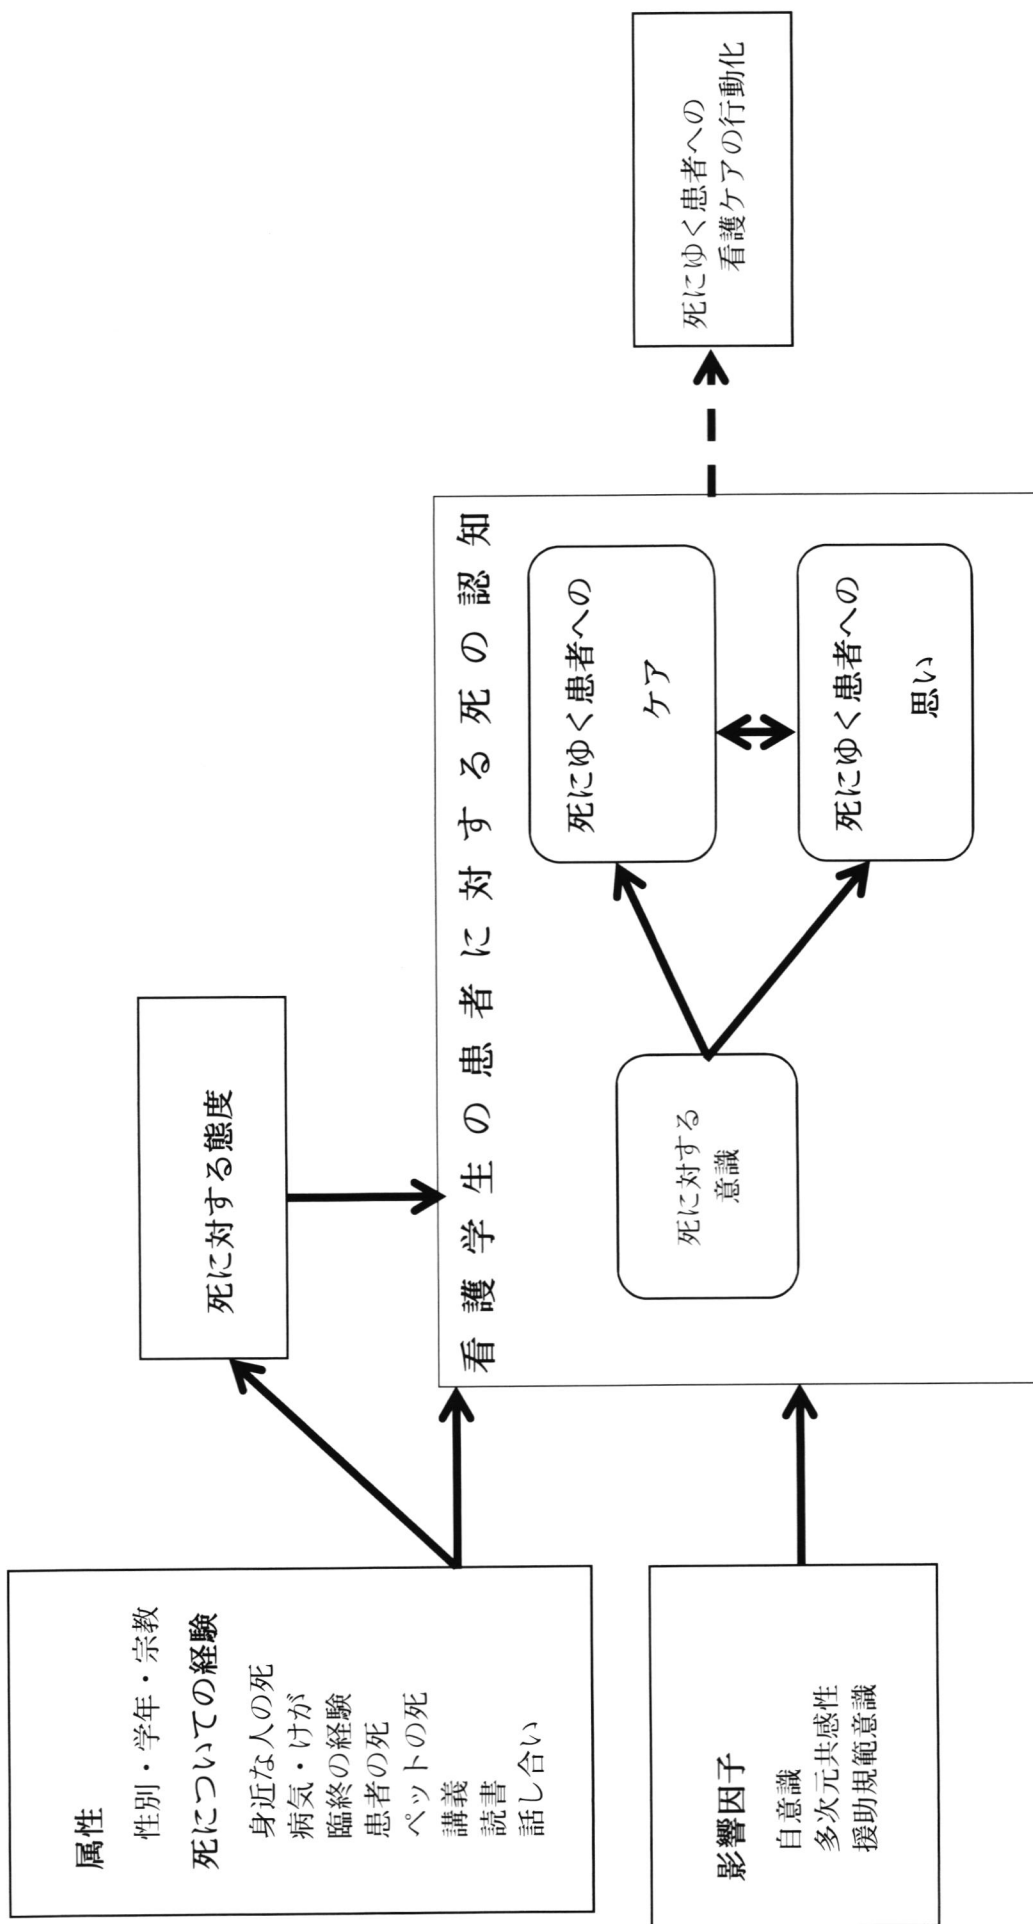 属性
性別・学年・宗教
死についての経験
身近な人の死
病気・けが
臨終の経験
患者の死
ペットの死
講義
読書
話し合い
影響因子
自意識
多次元共感性
援助規範意識
死に対する態度
看護学生の患者に対する死の認知
死に対する
意識
死にゆく患者への
ケア
死にゆく患者への
思い
死にゆく患者への
看護ケアの行動化